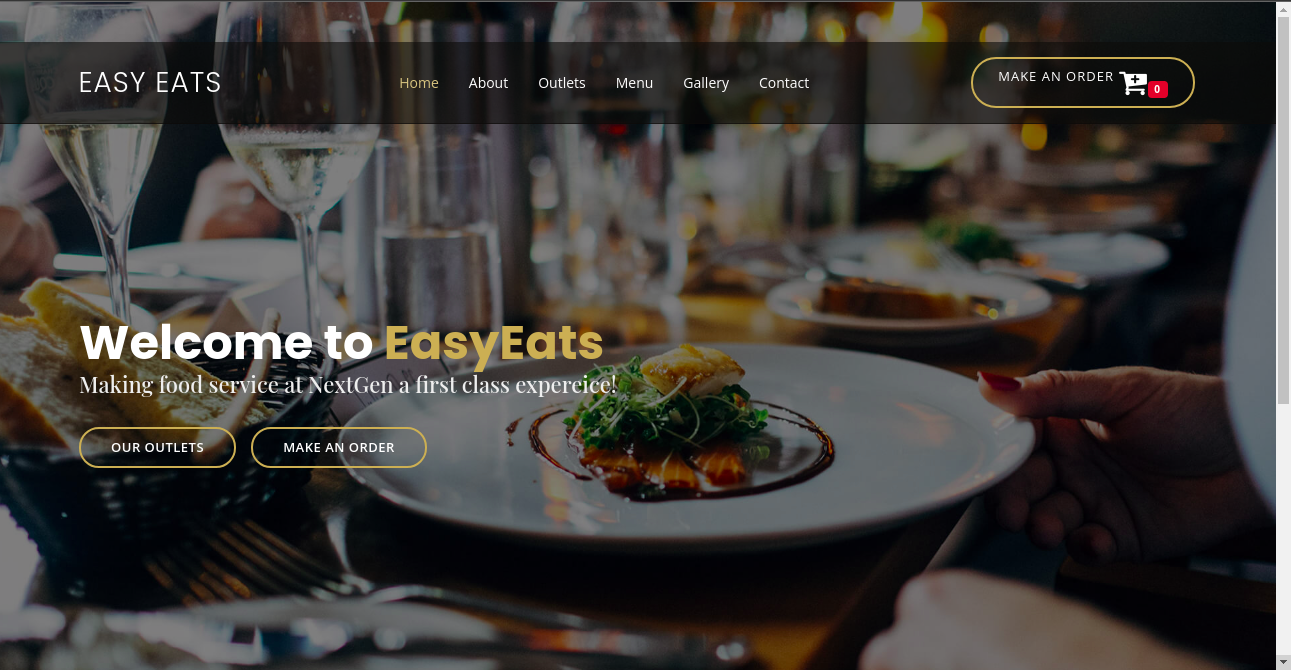 EASY EATS
Home About Outlets Menu Gallery Contact
MAKE AN ORDER 0
Welcome to EasyEats
Making food service at NextGen a first class expereice!
OUR OUTLETS MAKE AN ORDER